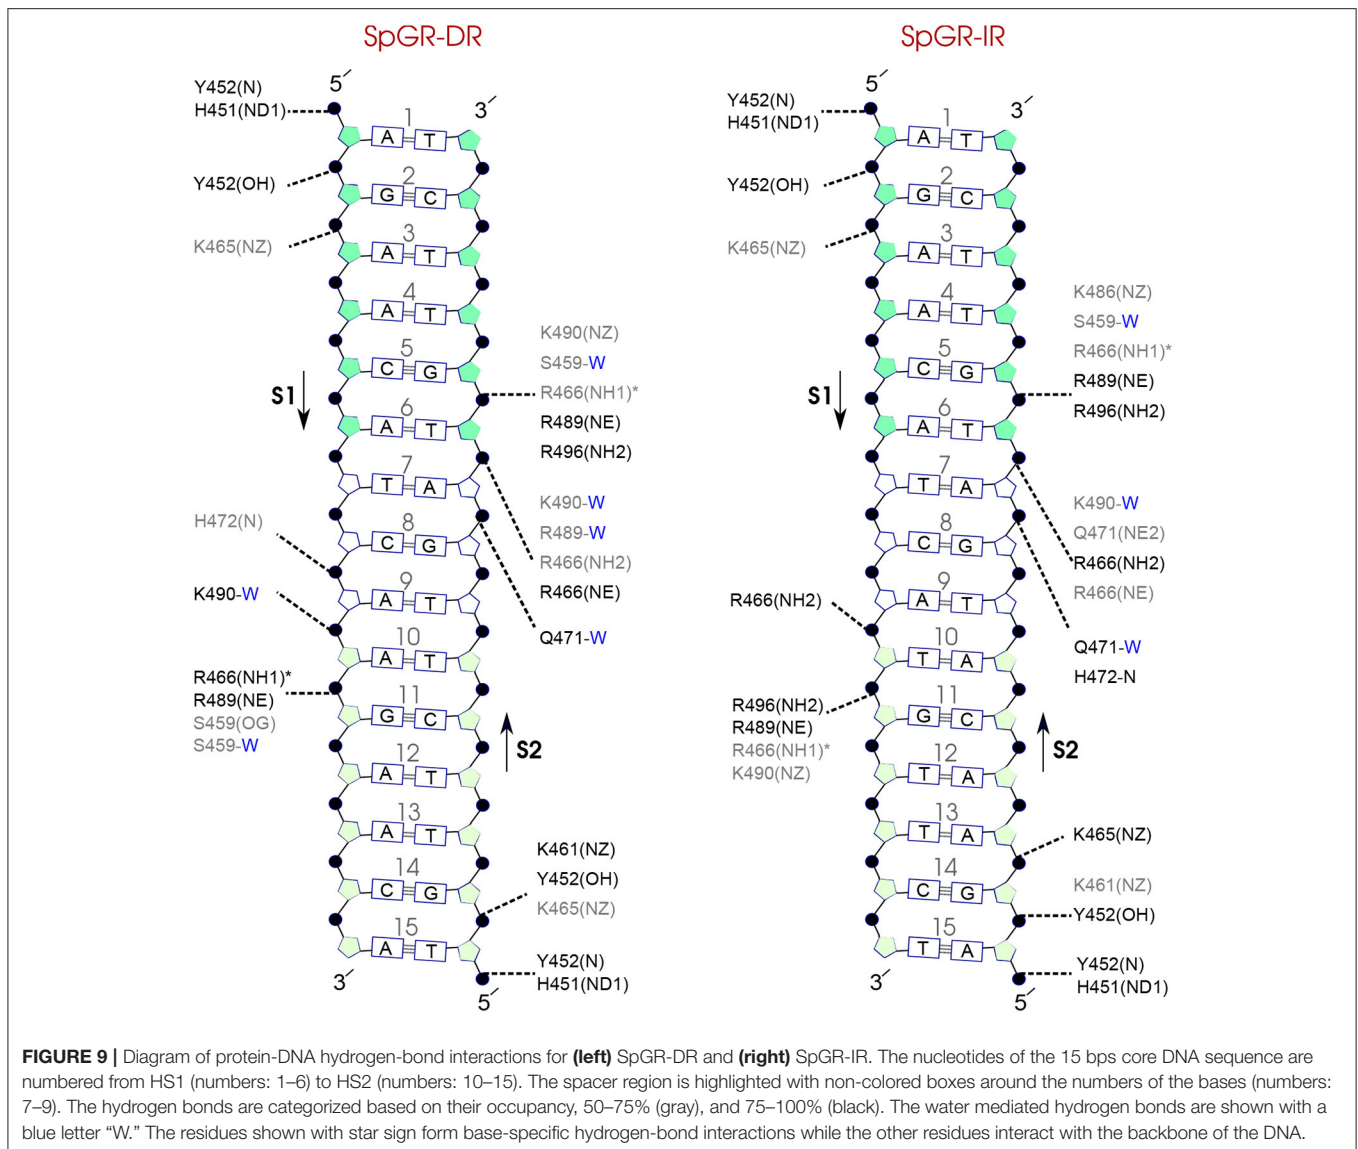 SpGR-DR
5′
3′
Y452(N)
H451(ND1)
Y452(OH)
K465(NZ)
1
A T
2
G C
3
A T
4
A T
5
C G
6
A T
7
T A
8
C G
9
A T
10
A T
11
G C
12
A T
13
A T
14
C G
15
A T
S1
K490(NZ)
S459-W
R466(NH1)*
R489(NE)
R496(NH2)
K490-W
R489-W
R466(NH2)
R466(NE)
Q471-W
H472(N)
K490-W
R466(NH1)*
R489(NE)
S459(OG)
S459-W
S2
K461(NZ)
Y452(OH)
K465(NZ)
Y452(N)
H451(ND1)
3′
5′
SpGR-IR
5′
3′
Y452(N)
H451(ND1)
Y452(OH)
K465(NZ)
1
A T
2
G C
3
A T
4
A T
5
C G
6
A T
7
T A
8
C G
9
A T
10
T A
11
G C
12
T A
13
T A
14
C G
15
T A
S1
K486(NZ)
S459-W
R466(NH1)*
R489(NE)
R496(NH2)
K490-W
Q471(NE2)
R466(NH2)
R466(NE)
Q471-W
H472-N
R466(NH2)
R496(NH2)
R489(NE)
R466(NH1)*
K490(NZ)
S2
K465(NZ)
K461(NZ)
Y452(OH)
Y452(N)
H451(ND1)
3′
5′
FIGURE 9 | Diagram of protein-DNA hydrogen-bond interactions for (left) SpGR-DR and (right) SpGR-IR. The nucleotides of the 15 bps core DNA sequence are
numbered from HS1 (numbers: 1–6) to HS2 (numbers: 10–15). The spacer region is highlighted with non-colored boxes around the numbers of the bases (numbers:
7–9). The hydrogen bonds are categorized based on their occupancy, 50–75% (gray), and 75–100% (black). The water mediated hydrogen bonds are shown with a
blue letter “W.” The residues shown with star sign form base-specific hydrogen-bond interactions while the other residues interact with the backbone of the DNA.